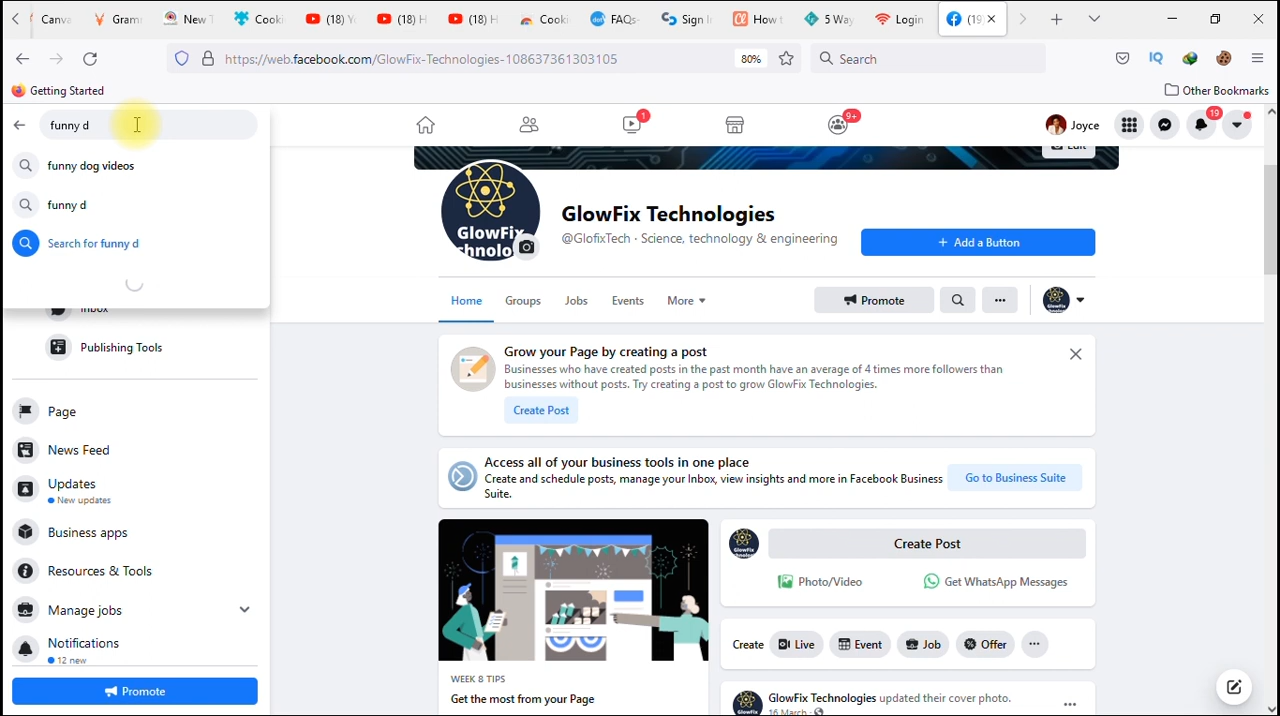 Canva
Gram
New T
Cooki
(18) Y
(18) H
(18) H
Cooki
FAQs-
Sign I
How t
5 Way
Login
(19
https://web.facebook.com/GlowFix-Technologies-108637361303105
80%
Search
IQ
Getting Started
Other Bookmarks
funny d
1
9+
Joyce
19
funny dog videos
funny d
Search for funny d
Inbox
Publishing Tools
Page
News Feed
Updates
New updates
Business apps
Resources & Tools
Manage jobs
Notifications
12 new
Promote
Edit
GlowFix
GlowFix Technologies
@GlofixTech · Science, technology & engineering
+ Add a Button
Home
Groups
Jobs
Events
More
Promote
Grow your Page by creating a post
Businesses who have created posts in the past month have an average of 4 times more followers than
businesses without posts. Try creating a post to grow GlowFix Technologies.
Create Post
Access all of your business tools in one place
Create and schedule posts, manage your Inbox, view insights and more in Facebook Business
Suite.
Go to Business Suite
WEEK 8 TIPS
Get the most from your Page
Create Post
Photo/Video
Get WhatsApp Messages
Create
Live
Event
Job
Offer
GlowFix Technologies updated their cover photo.
16 March ·